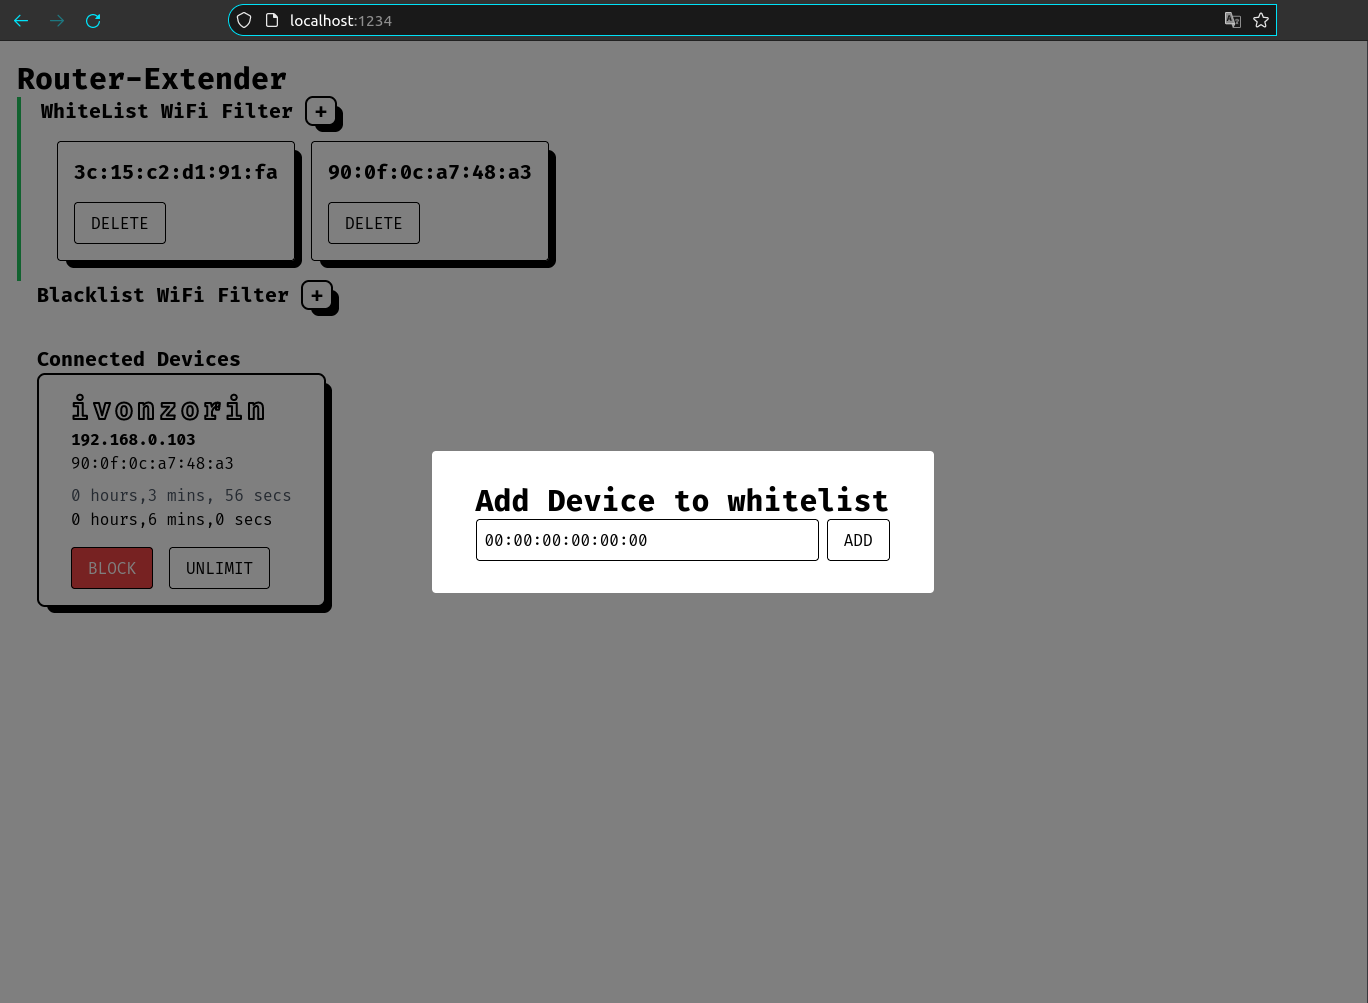 localhost:1234
Router-Extender
WhiteList WiFi Filter +
3c:15:c2:d1:91:fa 90:0f:0c:a7:48:a3
DELETE DELETE
Blacklist WiFi Filter +
Connected Devices
ivonzorin
192.168.0.103
90:0f:0c:a7:48:a3
0 hours,3 mins, 56 secs
0 hours,6 mins,0 secs
BLOCK UNLIMIT
Add Device to whitelist
00:00:00:00:00:00 ADD